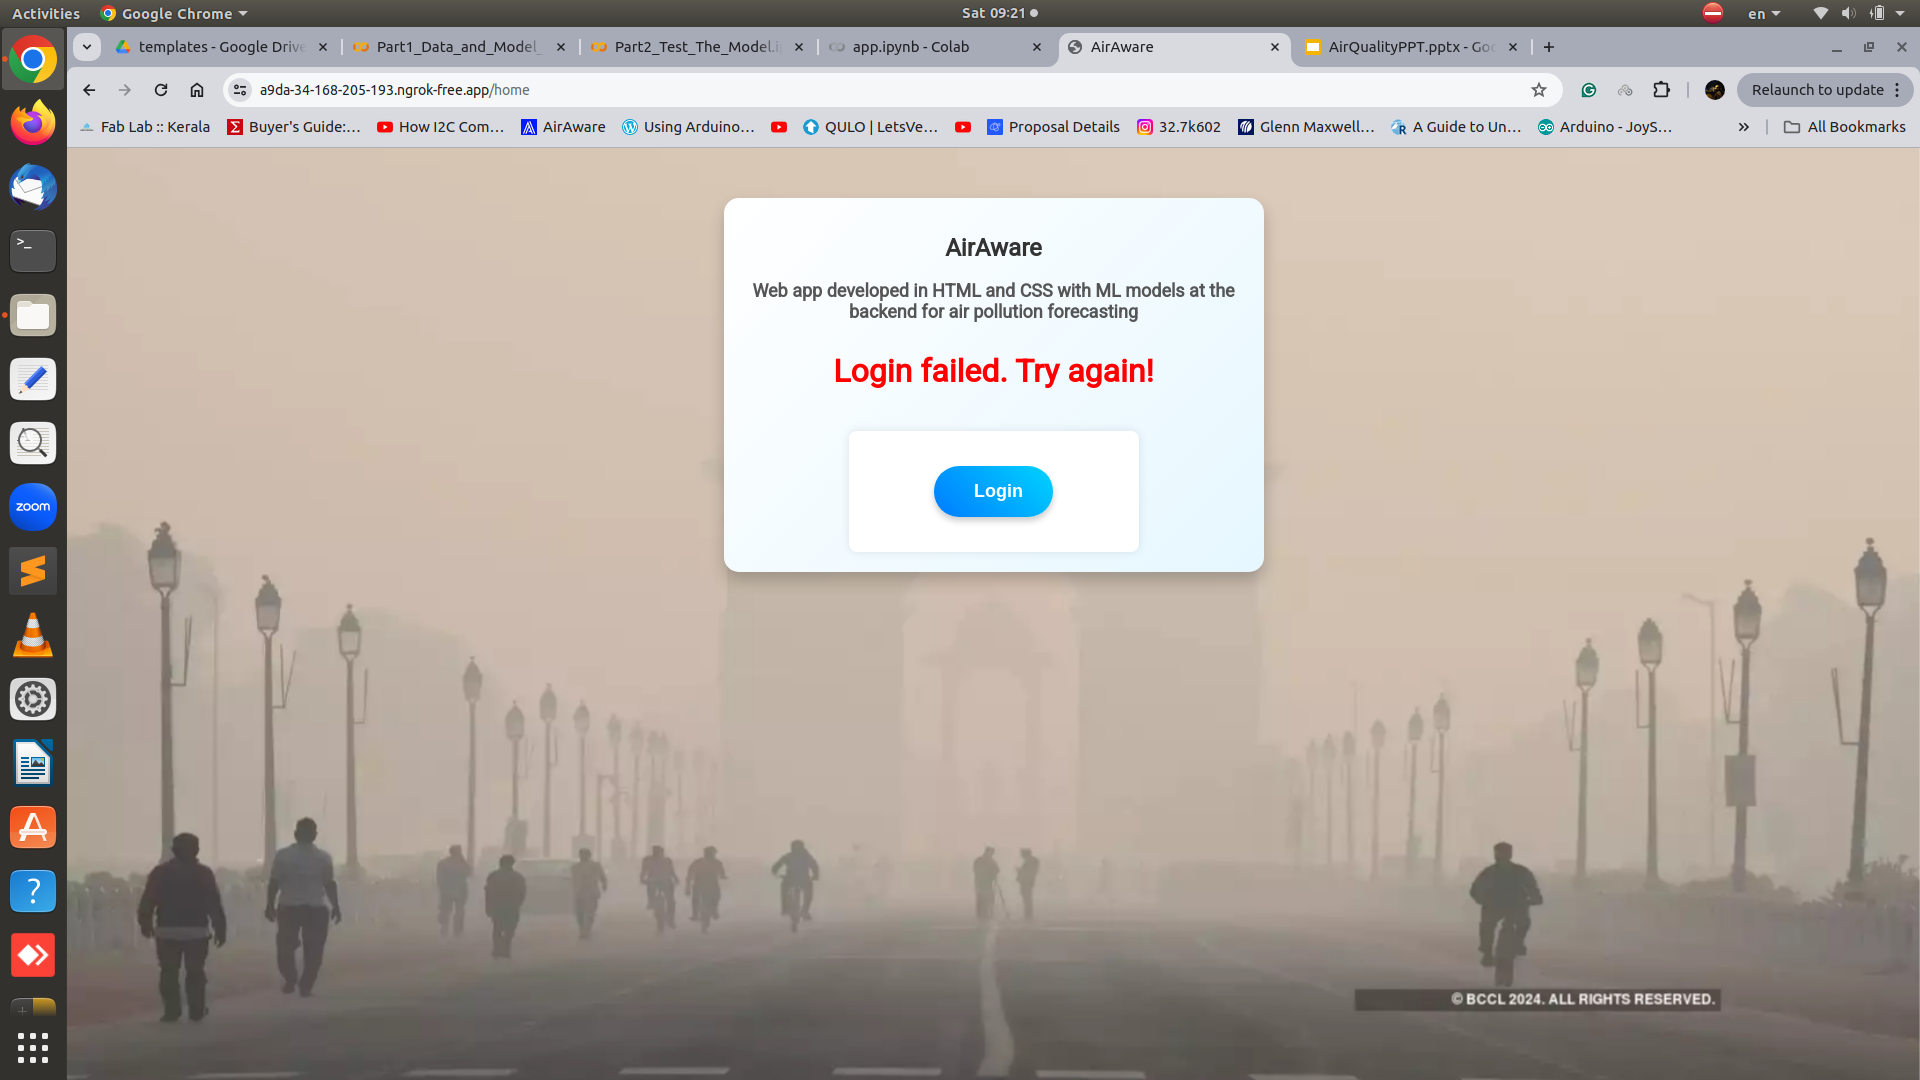 Activities
Google Chrome
Sat 09:21
en
templates - Google Drive
Part1_Data_and_Model_
Part2_Test_The_Model.i
app.ipynb - Colab
AirAware
AirQualityPPT.pptx - Goo
a9da-34-168-205-193.ngrok-free.app/home
Relaunch to update
Fab Lab :: Kerala
Buyer's Guide:...
How I2C Com...
AirAware
Using Arduino...
QULO | LetsVe...
Proposal Details
32.7k602
Glenn Maxwell...
A Guide to Un...
Arduino - JoyS...
All Bookmarks
AirAware
Web app developed in HTML and CSS with ML models at the
backend for air pollution forecasting
Login failed. Try again!
Login
zoom
© BCCL 2024. ALL RIGHTS RESERVED.